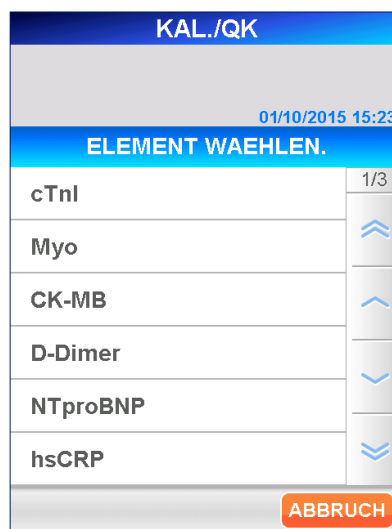 KAL./QK
01/10/2015 15:23
ELEMENT WAEHLEN.
1/3
cTnI
Myo
CK-MB
D-Dimer
NTproBNP
hsCRP
ABBRUCH